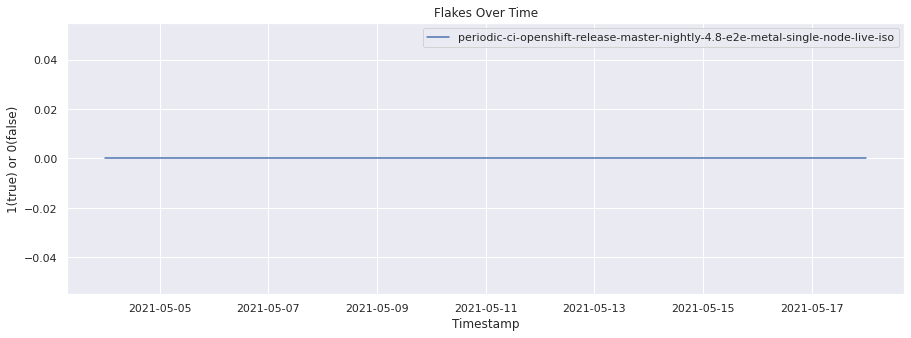 Flakes Over Time
periodic-ci-openshift-release-master-nightly-4.8-e2e-metal-single-node-live-iso
1(true) or 0(false)
0.04
0.02
0.00
−0.02
−0.04
2021-05-05 2021-05-07 2021-05-09 2021-05-11 2021-05-13 2021-05-15 2021-05-17
Timestamp